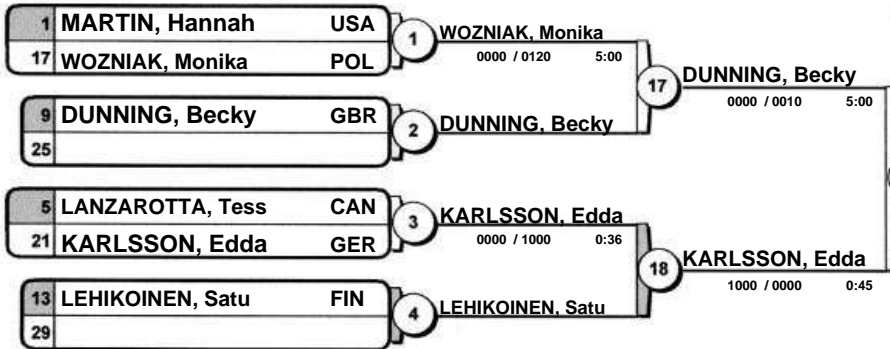 1 MARTIN, Hannah USA
17 WOZNIAK, Monika POL
1
WOZNIAK, Monika
0000 / 0120 5:00
9 DUNNING, Becky GBR
25
2
DUNNING, Becky
17
DUNNING, Becky
0000 / 0010 5:00
5 LANZAROTTA, Tess CAN
21 KARLSSON, Edda GER
3
KARLSSON, Edda
0000 / 1000 0:36
13 LEHIKOINEN, Satu FIN
29
4
LEHIKOINEN, Satu
18
KARLSSON, Edda
1000 / 0000 0:45